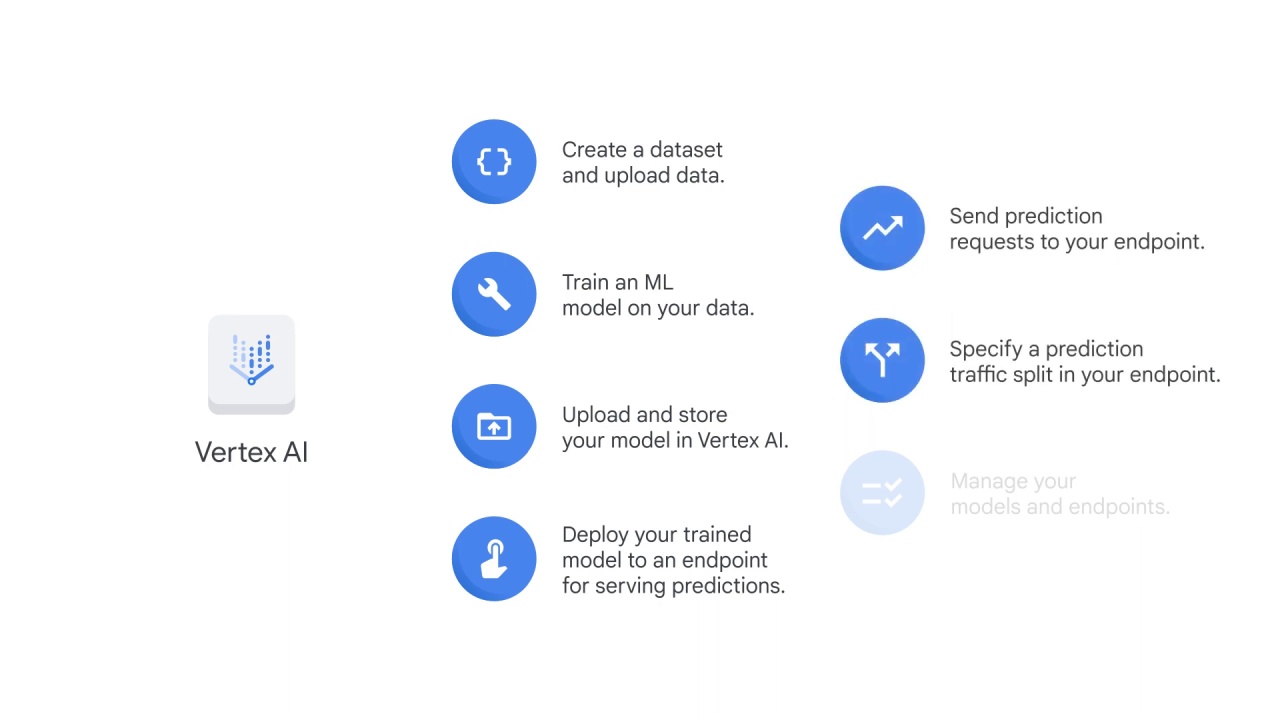 Vertex AI
Create a dataset
and upload data.
Train an ML
model on your data.
Upload and store
your model in Vertex AI.
Deploy your trained
model to an endpoint
for serving predictions.
Send prediction
requests to your endpoint.
Specify a prediction
traffic split in your endpoint.
Manage your
models and endpoints.